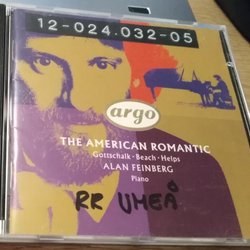 12-024.032-05
argo
THE AMERICAN ROMANTIC
Gottschalk · Beach · Helps
ALAN FEINBERG
Piano
RR UMEÅ